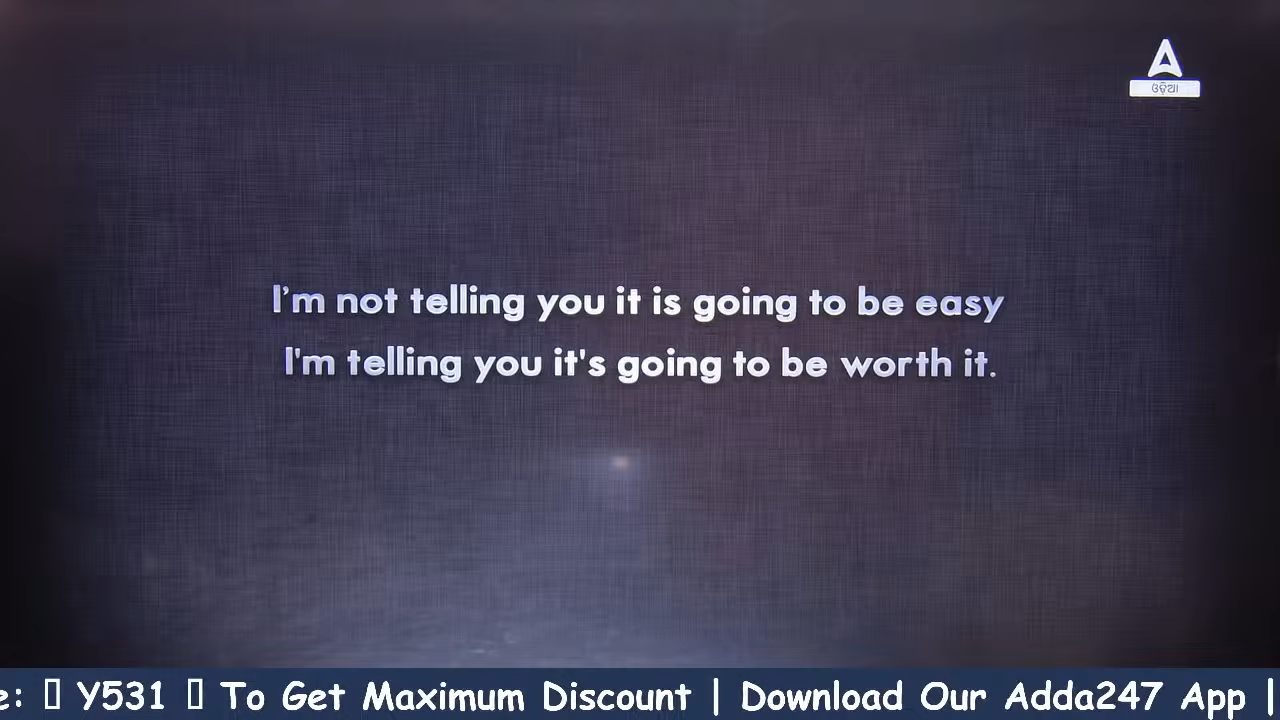 ଓଡ଼ିଆ
I'm not telling you it is going to be easy
I'm telling you it's going to be worth it.
e: Y531 To Get Maximum Discount | Download Our Adda247 App |